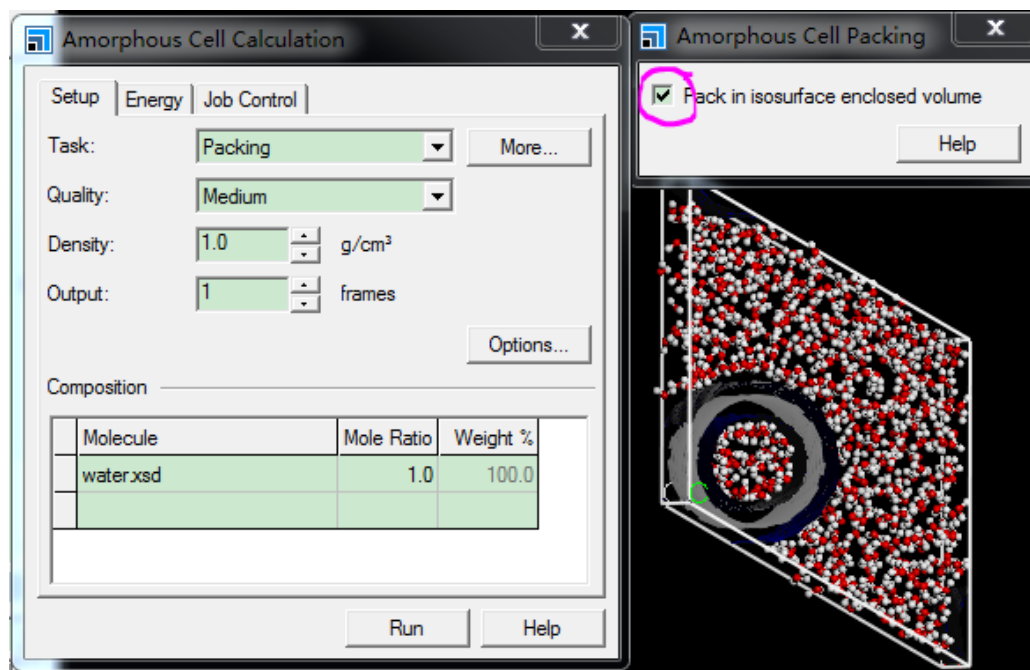 Amorphous Cell Calculation
x
Setup
Energy
Job Control
Task:
Packing
More...
Quality:
Medium
Density:
1.0
g/cm³
Output:
1
frames
Options...
Composition
Molecule
Mole Ratio
Weight %
water.xsd
1.0
100.0
Run
Help
Amorphous Cell Packing
x
Pack in isosurface enclosed volume
Help